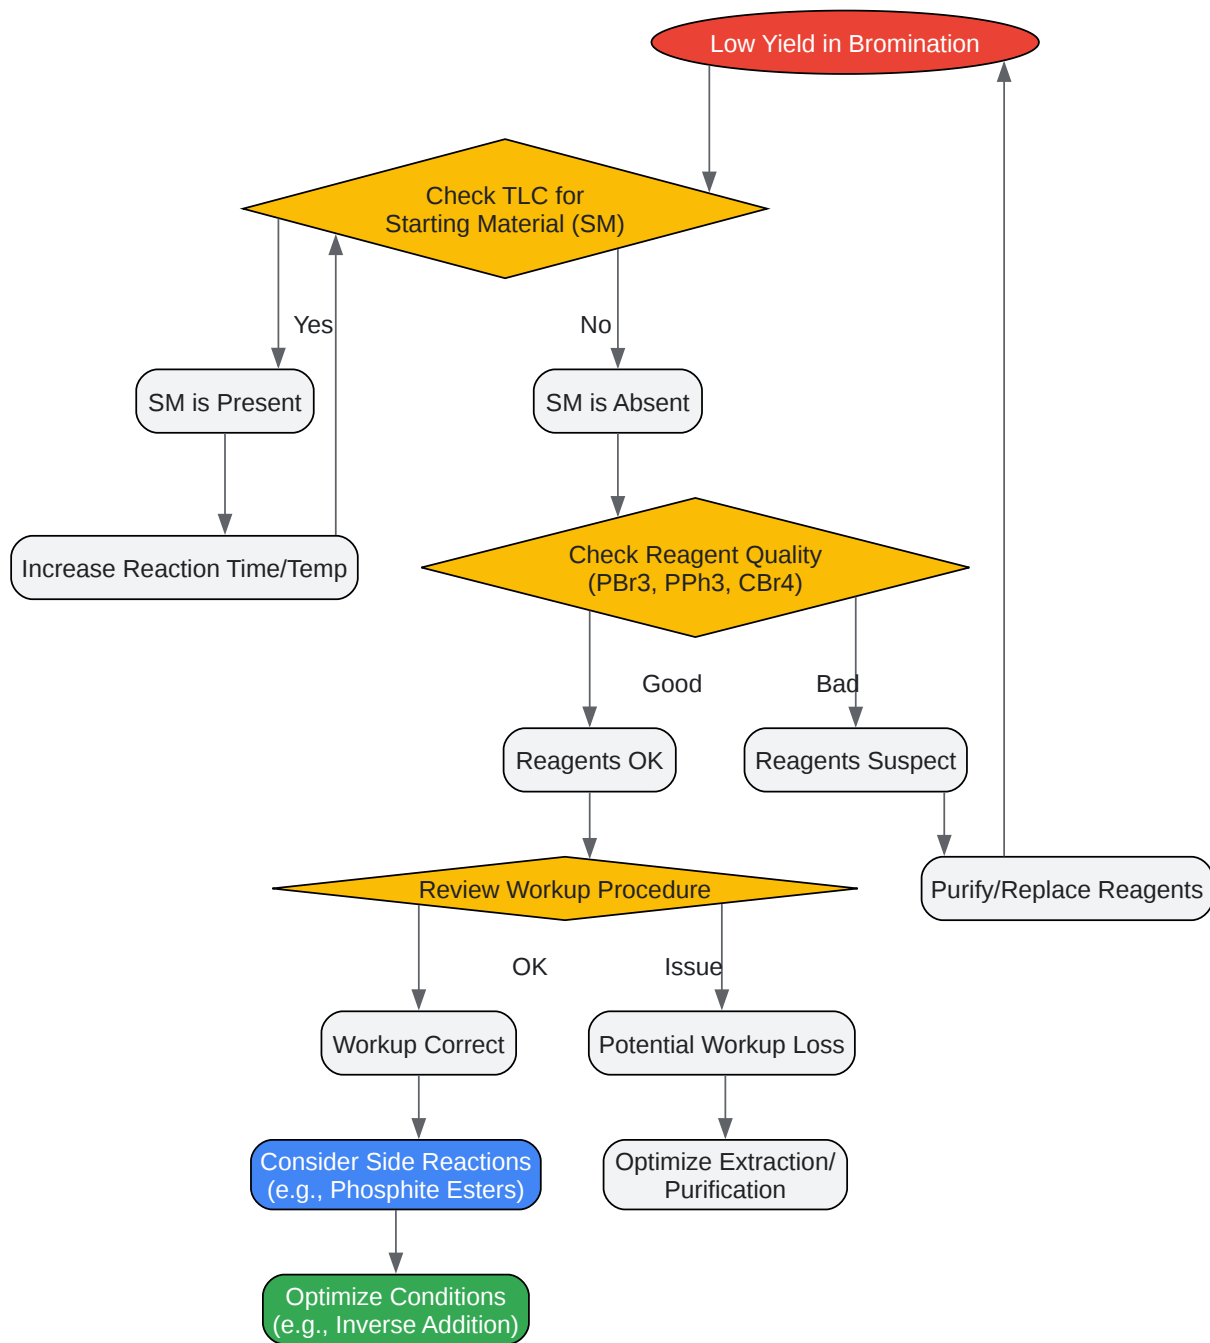 Low Yield in Bromination
Check TLC for
Starting Material (SM)
Yes
No
SM is Present
SM is Absent
Increase Reaction Time/Temp
Check Reagent Quality
(PBr3, PPh3, CBr4)
Good
Bad
Reagents OK
Reagents Suspect
Review Workup Procedure
Purify/Replace Reagents
OK
Issue
Workup Correct
Potential Workup Loss
Consider Side Reactions
(e.g., Phosphite Esters)
Optimize Extraction/
Purification
Optimize Conditions
(e.g., Inverse Addition)